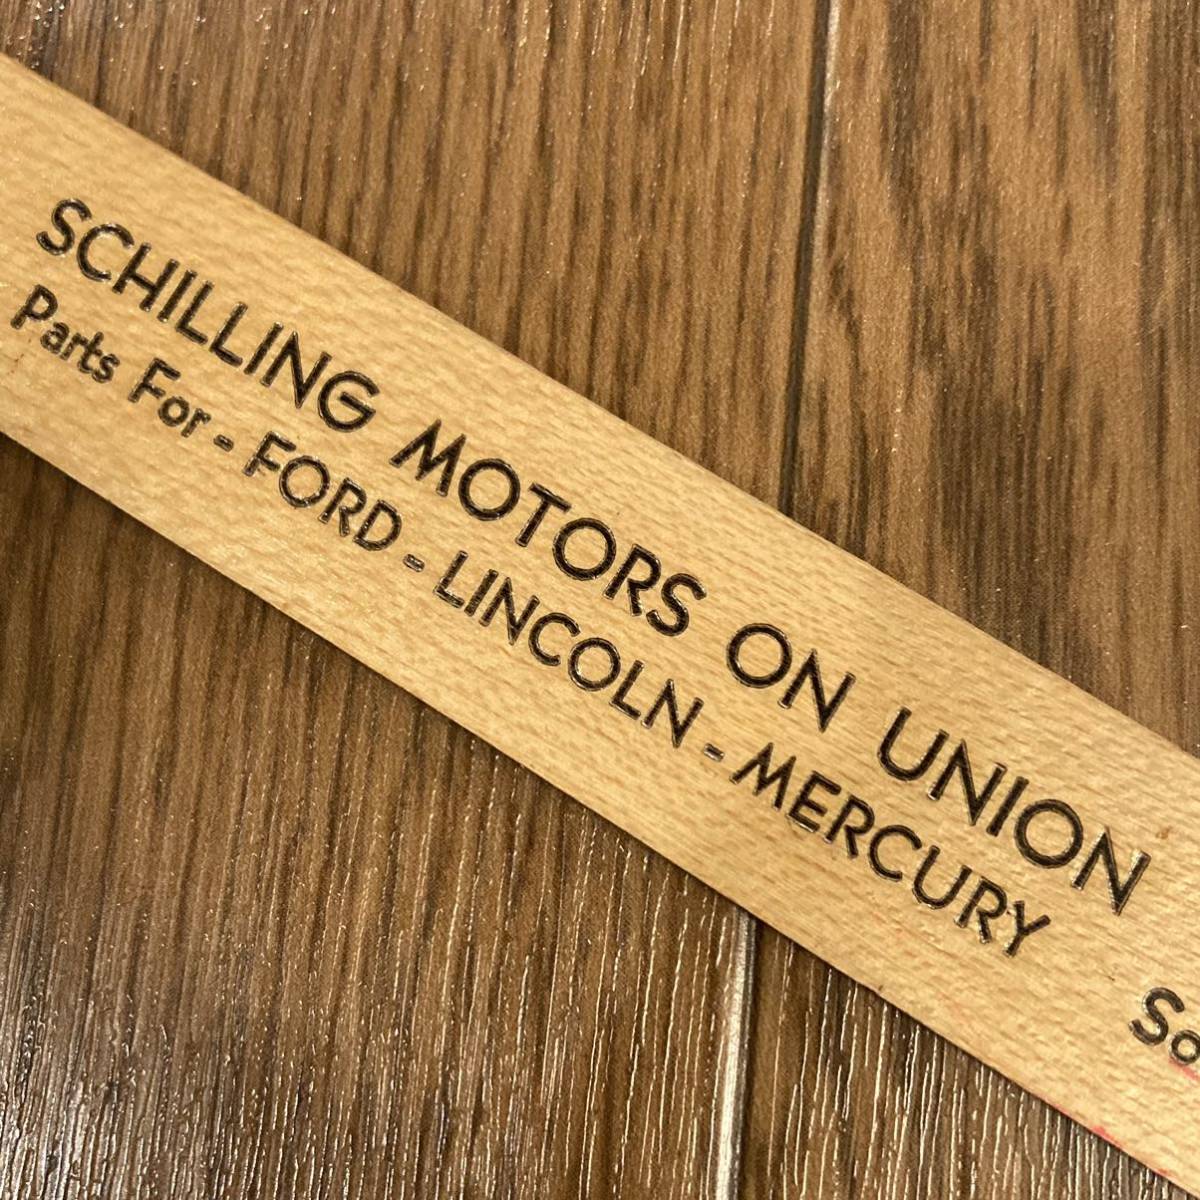 SCHILLING MOTORS ON UNION
Parts For - FORD - LINCOLN - MERCURY